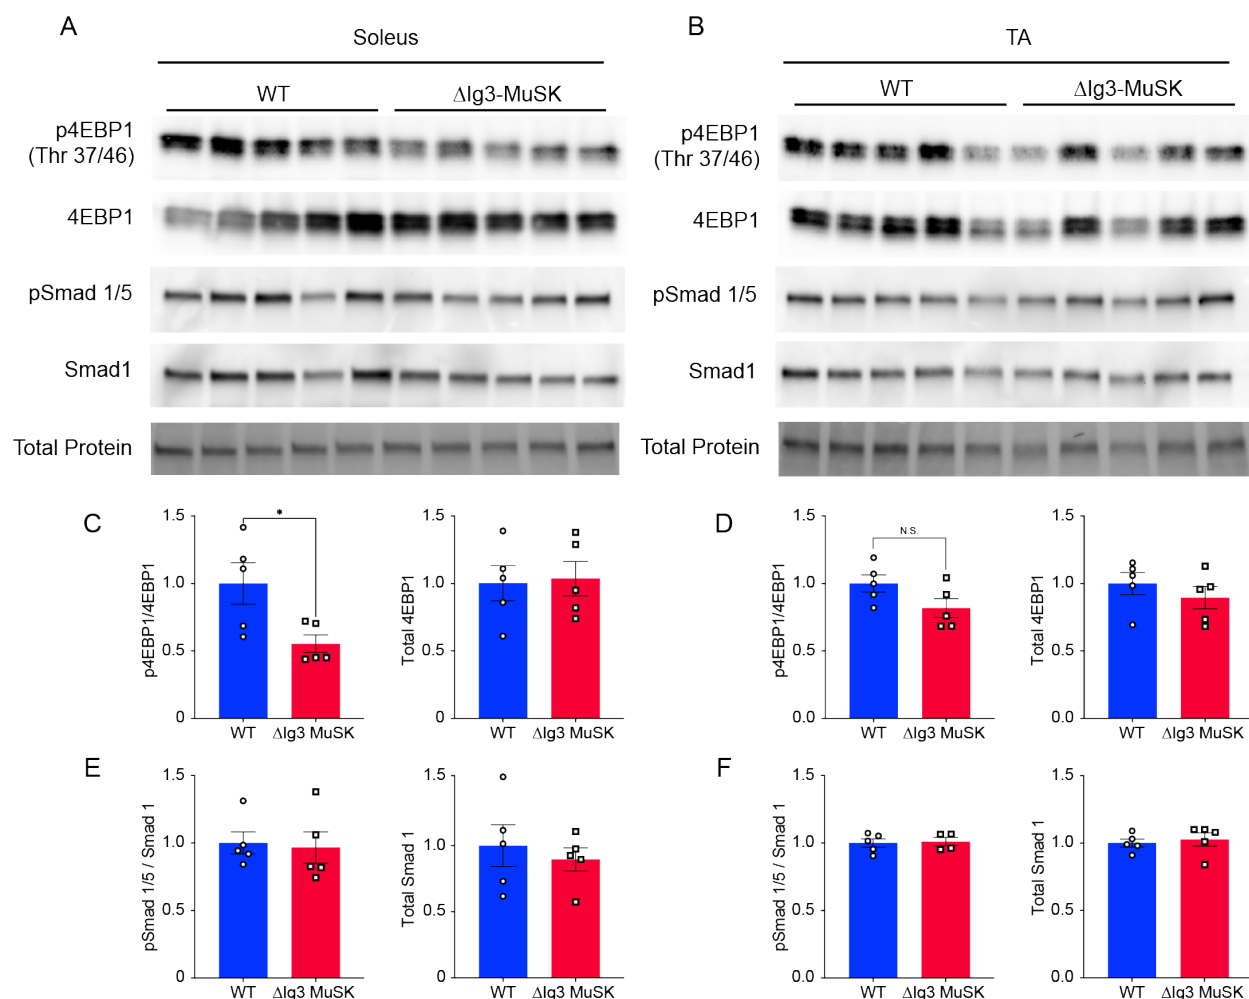 A
Soleus
WT
ΔIg3-MuSK
p4EBP1
(Thr 37/46)
4EBP1
pSmad 1/5
Smad1
Total Protein
B
TA
WT
ΔIg3-MuSK
p4EBP1
(Thr 37/46)
4EBP1
pSmad 1/5
Smad1
Total Protein
C
p4EBP1/4EBP1
1.5
1.0
0.5
0
*
WT
ΔIg3 MuSK
Total 4EBP1
1.5
1.0
0.5
0
WT
ΔIg3 MuSK
D
p4EBP1/4EBP1
1.5
1.0
0.5
0.0
N.S.
WT
ΔIg3 MuSK
Total 4EBP1
1.5
1.0
0.5
0.0
WT
ΔIg3 MuSK
E
pSmad 1/5 / Smad 1
1.5
1.0
0.5
0
WT
ΔIg3 MuSK
Total Smad 1
1.5
1.0
0.5
0
WT
ΔIg3 MuSK
F
pSmad 1/5 / Smad 1
1.5
1.0
0.5
0
WT
ΔIg3 MuSK
Total Smad 1
1.5
1.0
0.5
0
WT
ΔIg3 MuSK